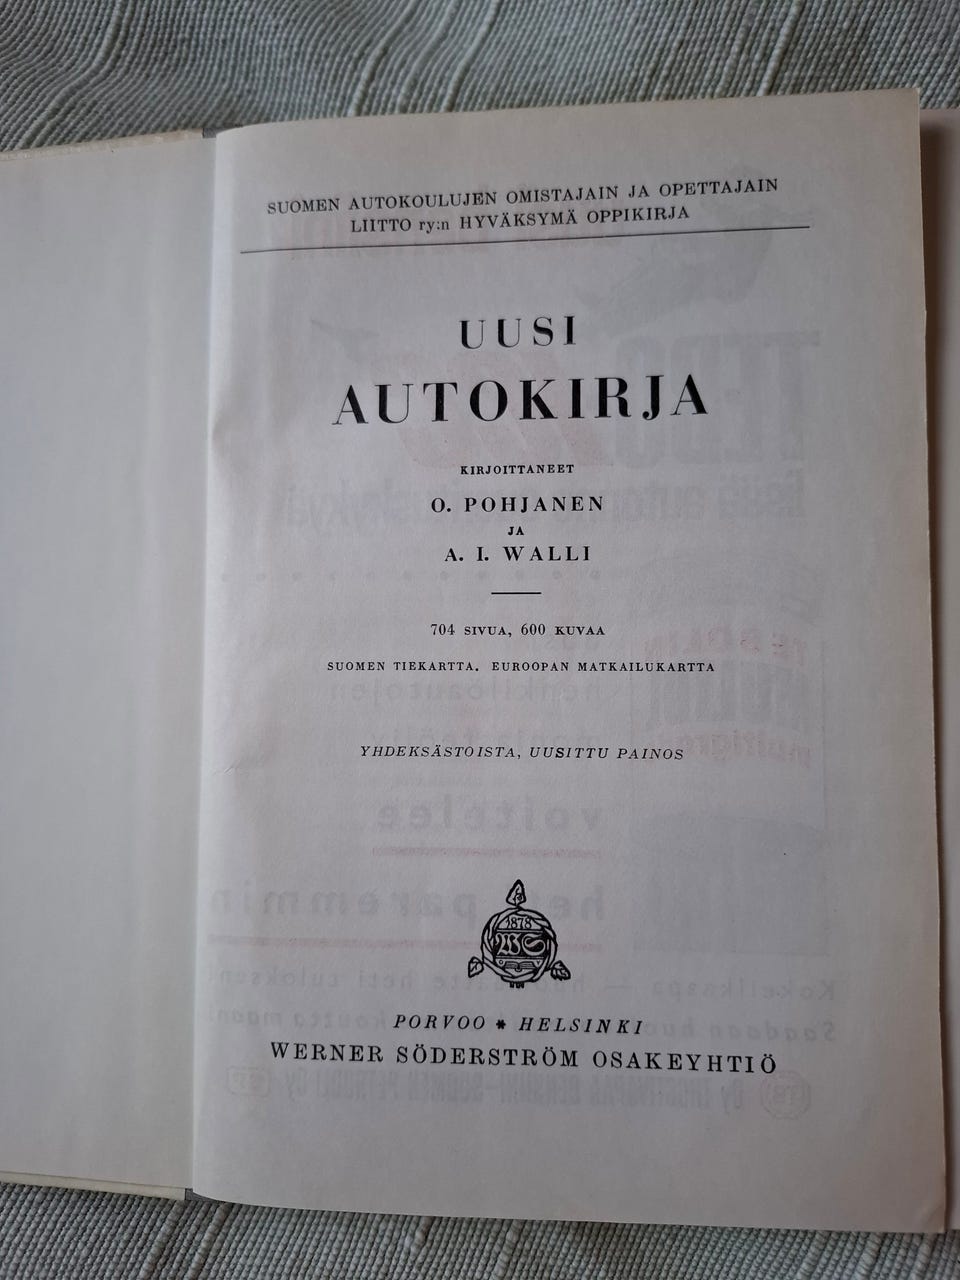 SUOMEN AUTOKOULUJEN OMISTAJAIN JA OPETTAJAIN
LIITTO ry:n HYVÄKSYMÄ OPPIKIRJA
UUSI
AUTOKIRJA
KIRJOITTANEET
O. POHJANEN
JA
A. I. WALLI
704 SIVUA, 600 KUVAA
SUOMEN TIEKARTTA. EUROOPAN MATKAILUKARTTA
YHDEKSÄSTOISTA, UUSITTU PAINOS
1878
WS
PORVOO * HELSINKI
WERNER SÖDERSTRÖM OSAKEYHTIÖ